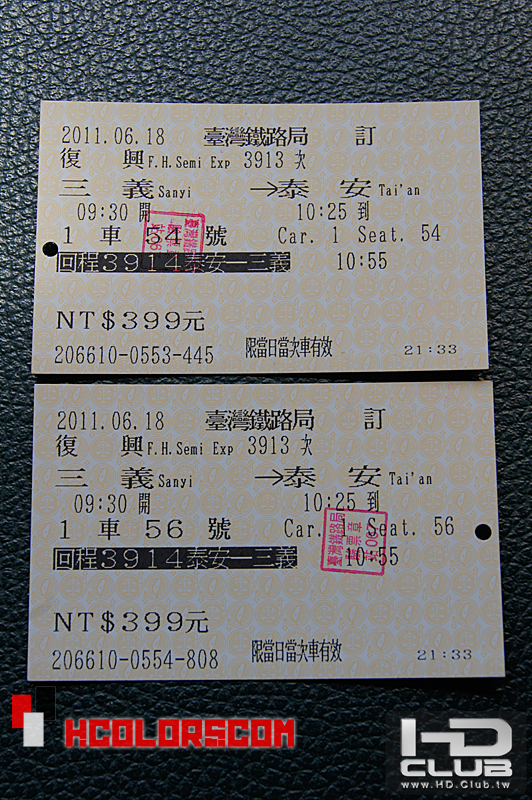 2011.06.18 臺灣鐵路局 訂
復 興 F.H.Semi Exp 3913 次
三 義 Sanyi →泰 安 Tai'an
09:30 開 10:25 到
1 車 54 號 Car. 1 Seat. 54
回程3914泰安—三義 10:55
NT$399元
206610-0553-445 限當日當次車有效 21:33
2011.06.18 臺灣鐵路局 訂
復 興 F.H.Semi Exp 3913 次
三 義 Sanyi →泰 安 Tai'an
09:30 開 10:25 到
1 車 56 號 Car. 1 Seat. 56
臺灣鐵路局
回程3914泰安—三義 10:55
NT$399元
206610-0554-808 限當日當次車有效 21:33
HCOLORSCOM
HD CLUB
www.HD.Club.tw